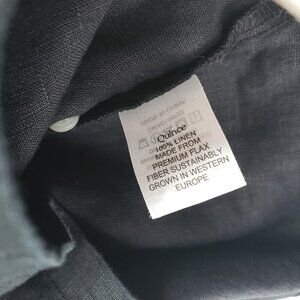 Quince
100% LINEN
MADE FROM
PREMIUM FLAX
FIBER SUSTAINABLY
GROWN IN WESTERN
EUROPE